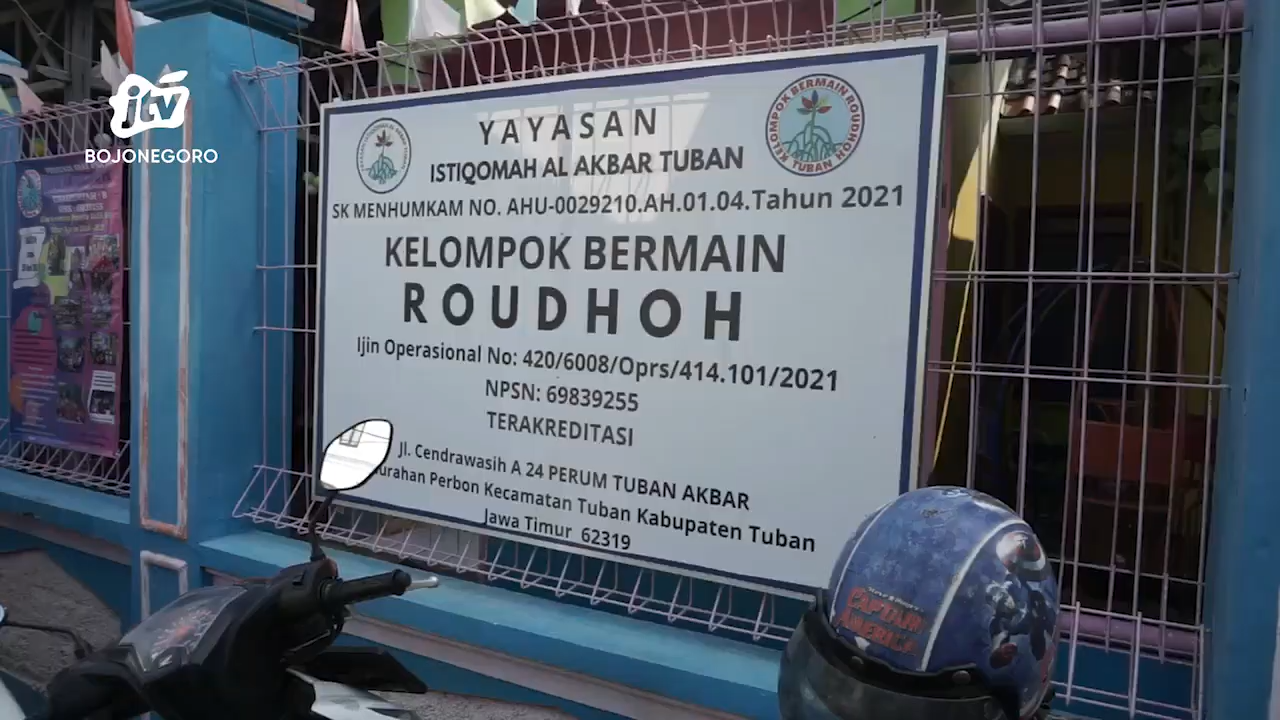 jtv
BOJONEGORO
YAYASAN
ISTIQOMAH AL AKBAR TUBAN
SK MENHUMKAM NO. AHU-0029210.AH.01.04.Tahun 2021
KELOMPOK BERMAIN
ROUDHOH
Ijin Operasional No: 420/6008/Oprs/414.101/2021
NPSN: 69839255
TERAKREDITASI
Jl. Cendrawasih A 24 PERUM TUBAN AKBAR
Perbon Kecamatan Tuban Kabupaten Tuban
Jawa Timur 62319
KELOMPOK BERMAIN ROUDHOH
TUBAN
CAPTAIN
AMERICA